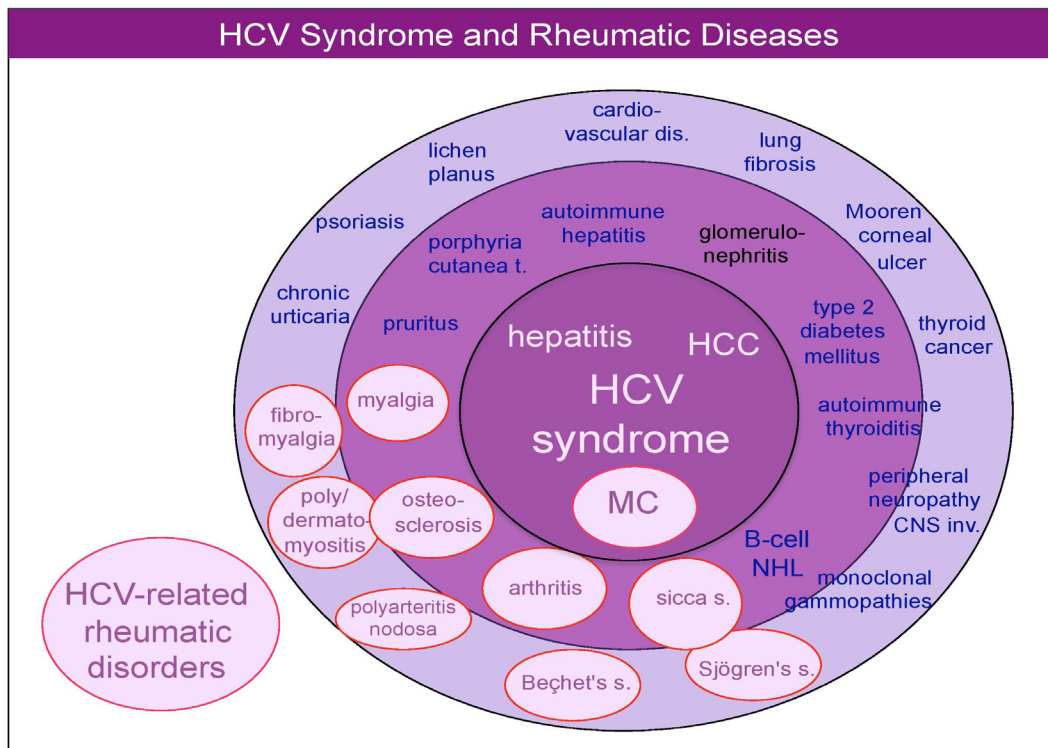 HCV Syndrome and Rheumatic Diseases
cardio-
vascular dis.
lung
fibrosis
lichen
planus
psoriasis
autoimmune
hepatitis
glomerulo-
nephritis
Mooren
corneal
ulcer
porphyria
cutanea t.
chronic
urticaria
pruritus
hepatitis
HCC
type 2
diabetes
mellitus
thyroid
cancer
HCV
syndrome
myalgia
fibro-
myalgia
autoimmune
thyroiditis
MC
peripheral
neuropathy
CNS inv.
poly/
dermato-
myositis
osteo-
sclerosis
B-cell
NHL
monoclonal
gammopathies
arthritis
sicca s.
polyarteritis
nodosa
HCV-related
rheumatic
disorders
Beçhet's s.
Sjögren's s.